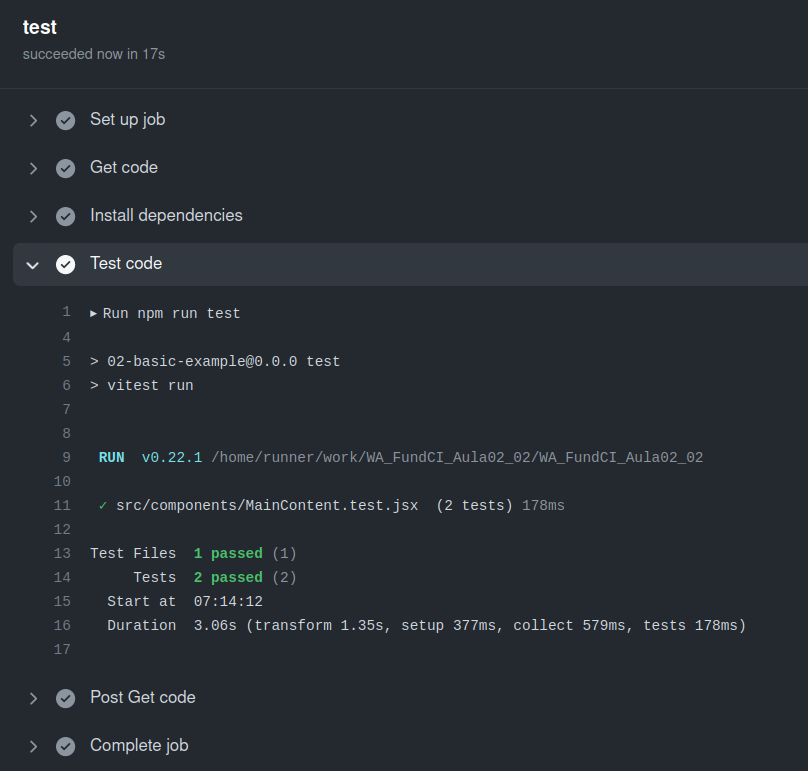 test
succeeded now in 17s
Set up job
Get code
Install dependencies
Test code
1 ▸ Run npm run test
4
5 > 02-basic-example@0.0.0 test
6 > vitest run
7
8
9 RUN v0.22.1 /home/runner/work/WA_FundCI_Aula02_02/WA_FundCI_Aula02_02
10
11 ✓ src/components/MainContent.test.jsx (2 tests) 178ms
12
13 Test Files 1 passed (1)
14 Tests 2 passed (2)
15 Start at 07:14:12
16 Duration 3.06s (transform 1.35s, setup 377ms, collect 579ms, tests 178ms)
17
Post Get code
Complete job